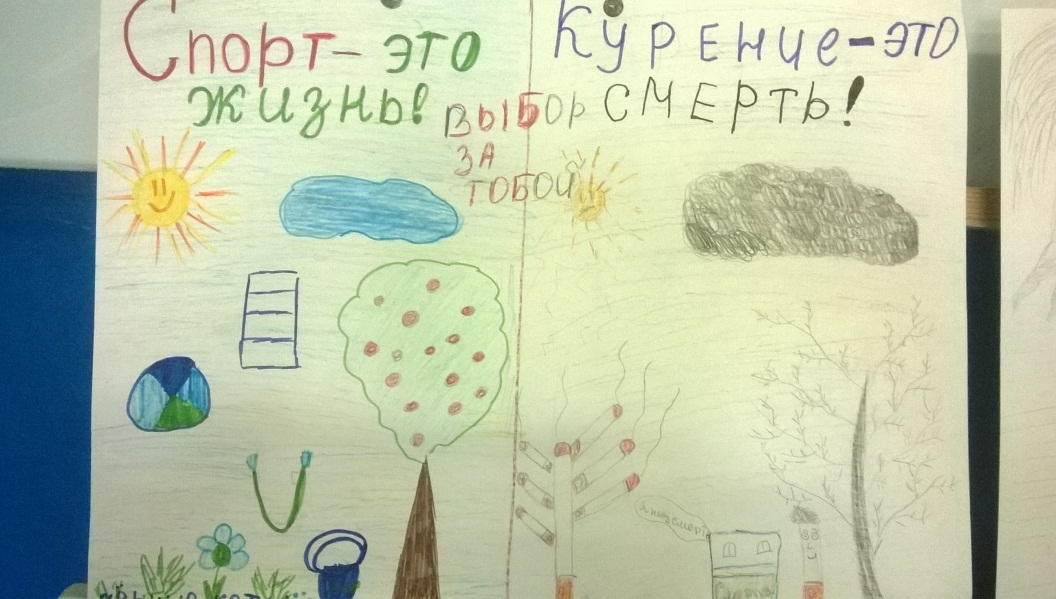 Спорт- это
жизнь!
Курение-это
СМЕРТЬ!
ВЫБОР
ЗА
ТОБОЙ